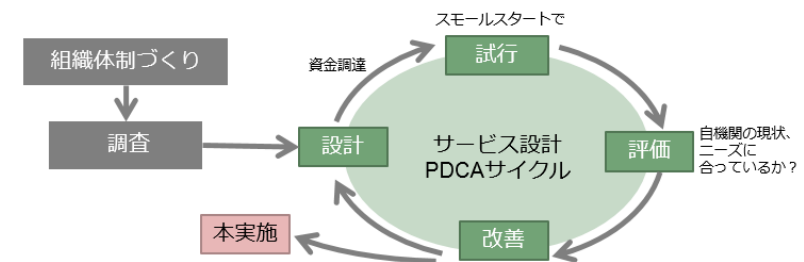 組織体制づくり
調査
資金調達
スモールスタートで
試行
設計
サービス設計
PDCAサイクル
評価
自機関の現状、
ニーズに
合っているか？
改善
本実施